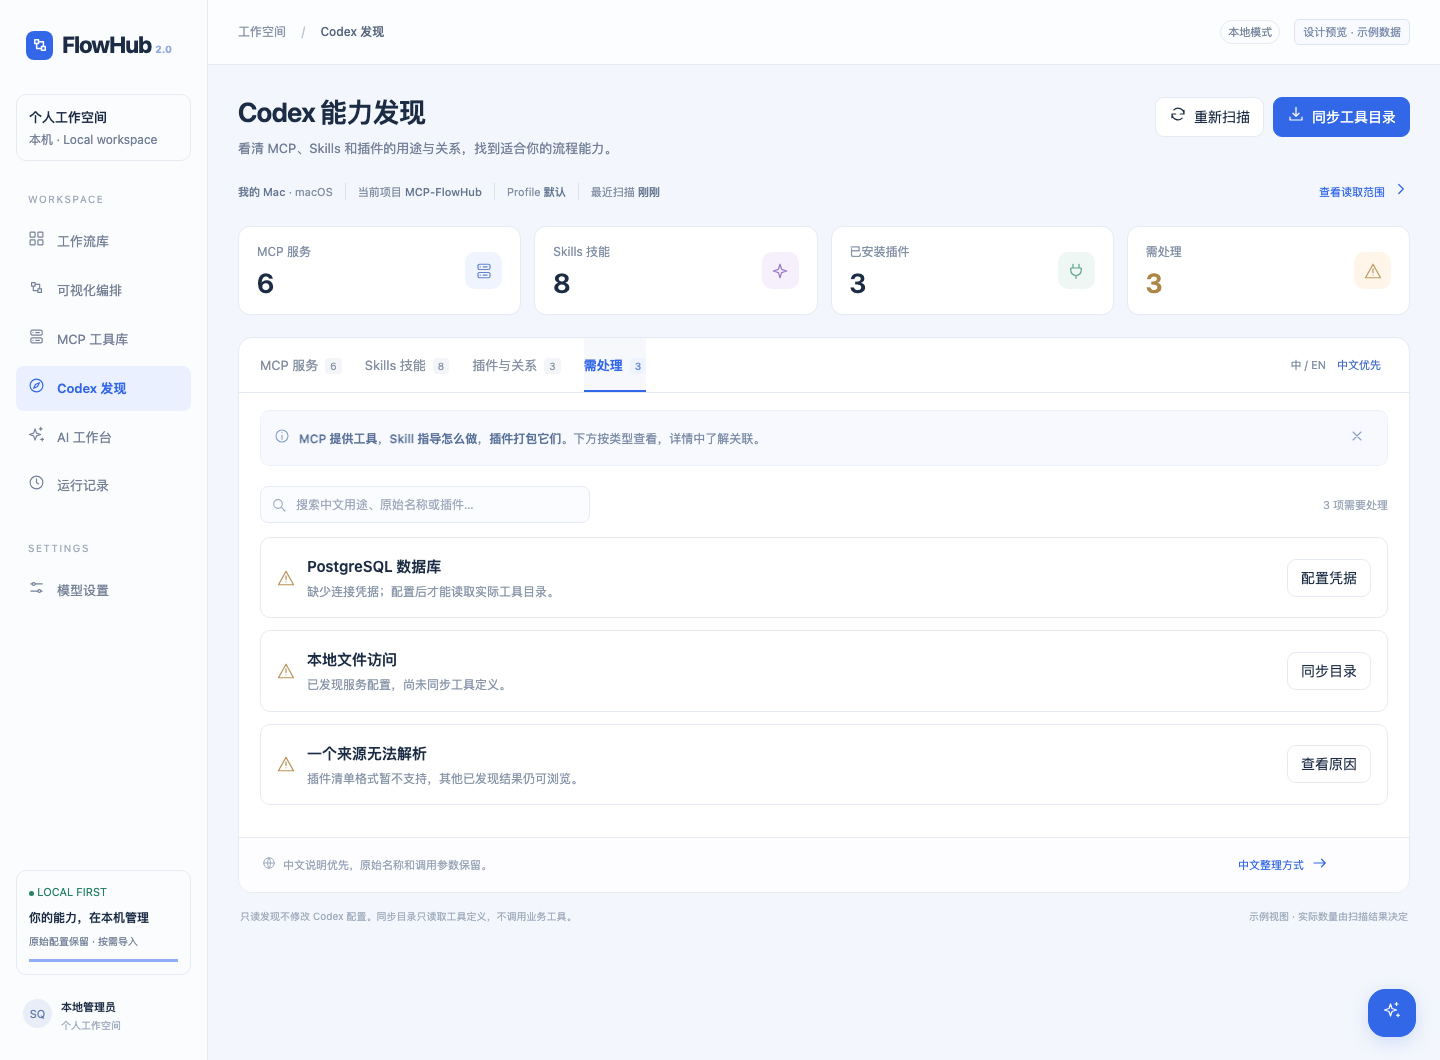 FlowHub 2.0
个人工作空间
本机 · Local workspace
WORKSPACE
工作流库
可视化编排
MCP 工具库
Codex 发现
AI 工作台
运行记录
SETTINGS
模型设置
LOCAL FIRST
你的能力，在本机管理
原始配置保留 · 按需导入
SQ
本地管理员
个人工作空间
工作空间 / Codex 发现
本地模式
设计预览 · 示例数据
Codex 能力发现
看清 MCP、Skills 和插件的用途与关系，找到适合你的流程能力。
重新扫描
同步工具目录
我的 Mac · macOS
当前项目 MCP-FlowHub
Profile 默认
最近扫描 刚刚
查看读取范围
MCP 服务
6
Skills 技能
8
已安装插件
3
需处理
3
MCP 服务 6
Skills 技能 8
插件与关系 3
需处理 3
中 / EN 中文优先
MCP 提供工具，Skill 指导怎么做，插件打包它们。下方按类型查看，详情中了解关联。
搜索中文用途、原始名称或插件...
3 项需要处理
PostgreSQL 数据库
缺少连接凭据；配置后才能读取实际工具目录。
配置凭据
本地文件访问
已发现服务配置，尚未同步工具定义。
同步目录
一个来源无法解析
插件清单格式暂不支持，其他已发现结果仍可浏览。
查看原因
中文说明优先，原始名称和调用参数保留。
中文整理方式
只读发现不修改 Codex 配置。同步目录只读取工具定义，不调用业务工具。
示例视图 · 实际数量由扫描结果决定